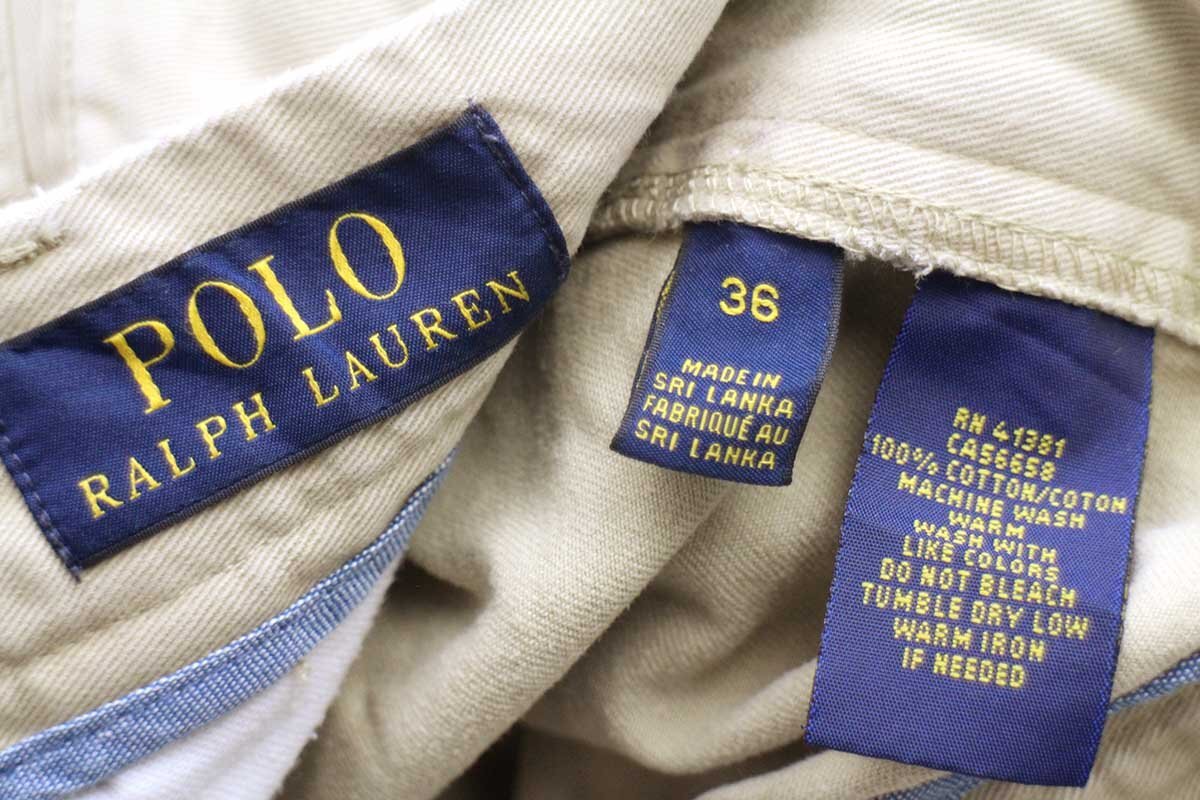 POLO
RALPH LAUREN
36
MADE IN
SRI LANKA
FABRIQUÉ AU
SRI LANKA
RN 41381
CA56658
100% COTTON/COTON
MACHINE WASH
WARM
WASH WITH
LIKE COLORS
DO NOT BLEACH
TUMBLE DRY LOW
WARM IRON
IF NEEDED